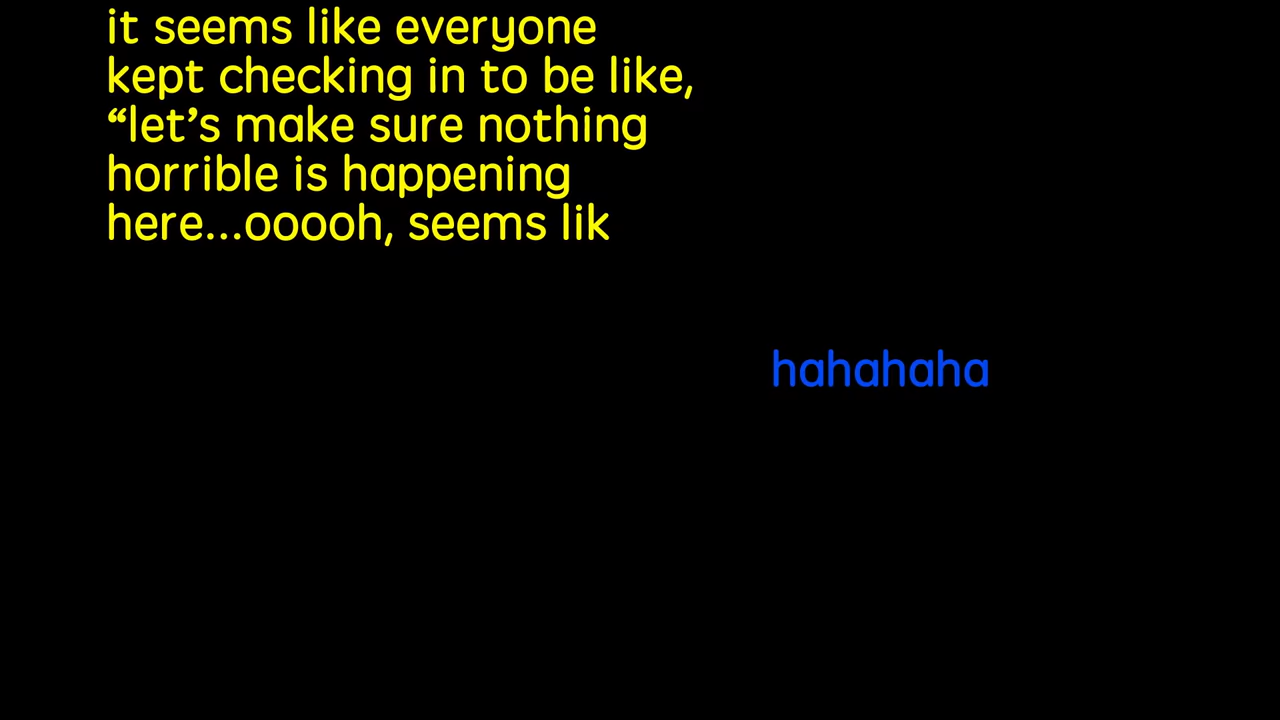 it seems like everyone
kept checking in to be like,
“let’s make sure nothing
horrible is happening
here...ooooh, seems lik
hahahaha